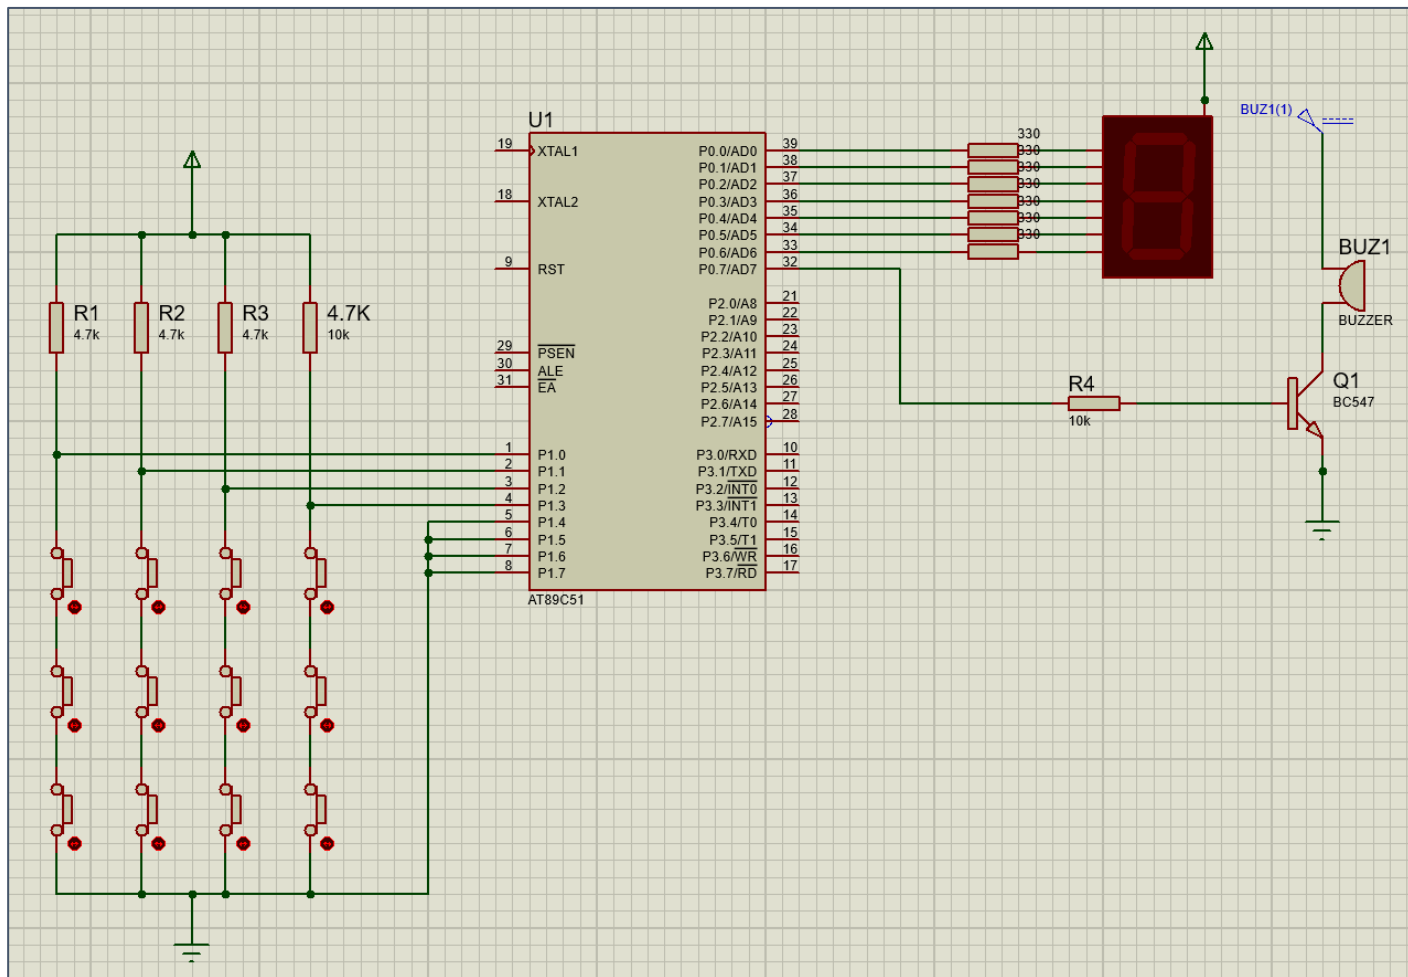 U1
19
XTAL1
18
XTAL2
9
RST
29
PSEN
30
ALE
31
EA
1
P1.0
2
P1.1
3
P1.2
4
P1.3
5
P1.4
6
P1.5
7
P1.6
8
P1.7
P0.0/AD0
39
P0.1/AD1
38
P0.2/AD2
37
P0.3/AD3
36
P0.4/AD4
35
P0.5/AD5
34
P0.6/AD6
33
P0.7/AD7
32
P2.0/A8
21
P2.1/A9
22
P2.2/A10
23
P2.3/A11
24
P2.4/A12
25
P2.5/A13
26
P2.6/A14
27
P2.7/A15
28
P3.0/RXD
10
P3.1/TXD
11
P3.2/INT0
12
P3.3/INT1
13
P3.4/T0
14
P3.5/T1
15
P3.6/WR
16
P3.7/RD
17
AT89C51
R1
4.7k
R2
4.7k
R3
4.7k
4.7K
10k
330
330
330
330
330
330
330
BUZ1(1)
BUZ1
BUZZER
R4
10k
Q1
BC547